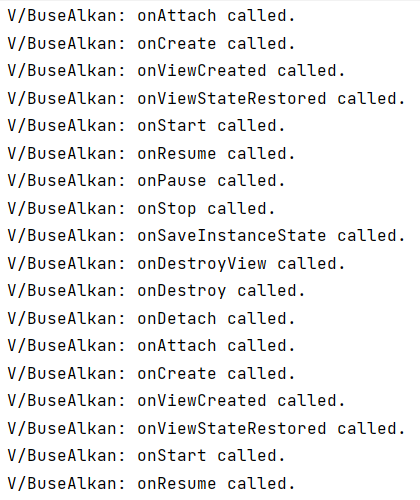 V/BuseAlkan: onAttach called.
V/BuseAlkan: onCreate called.
V/BuseAlkan: onViewCreated called.
V/BuseAlkan: onViewStateRestored called.
V/BuseAlkan: onStart called.
V/BuseAlkan: onResume called.
V/BuseAlkan: onPause called.
V/BuseAlkan: onStop called.
V/BuseAlkan: onSaveInstanceState called.
V/BuseAlkan: onDestroyView called.
V/BuseAlkan: onDestroy called.
V/BuseAlkan: onDetach called.
V/BuseAlkan: onAttach called.
V/BuseAlkan: onCreate called.
V/BuseAlkan: onViewCreated called.
V/BuseAlkan: onViewStateRestored called.
V/BuseAlkan: onStart called.
V/BuseAlkan: onResume called.